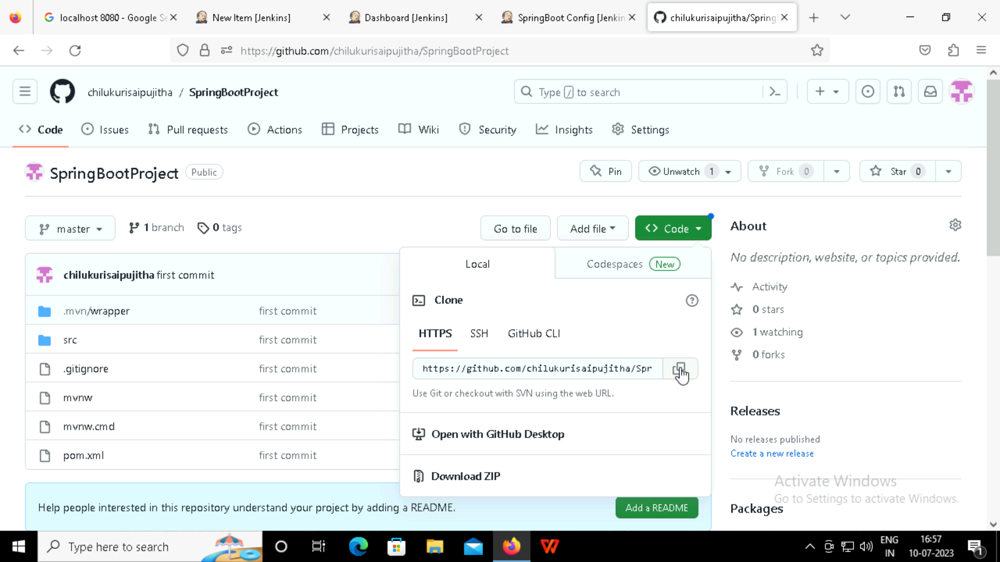 localhost 8080 - Google Se
New Item [Jenkins]
Dashboard [Jenkins]
SpringBoot Config [Jenkin
chilukurisaipujitha/Spring
https://github.com/chilukurisaipujitha/SpringBootProject
chilukurisaipujitha / SpringBootProject
Type / to search
Code
Issues
Pull requests
Actions
Projects
Wiki
Security
Insights
Settings
SpringBootProject
Public
Pin
Unwatch 1
Fork 0
Star 0
master
1 branch
0 tags
Go to file
Add file
Code
About
No description, website, or topics provided.
Activity
0 stars
1 watching
0 forks
chilukurisaipujitha first commit
.mvn/wrapper first commit
src first commit
.gitignore first commit
mvnw first commit
mvnw.cmd first commit
pom.xml first commit
Local
Codespaces New
Clone
HTTPS
SSH
GitHub CLI
https://github.com/chilukurisaipujitha/Spr
Use Git or checkout with SVN using the web URL.
Open with GitHub Desktop
Download ZIP
Releases
No releases published
Create a new release
Packages
Help people interested in this repository understand your project by adding a README.
Add a README
Activate Windows
Go to Settings to activate Windows.
Type here to search
ENG
IN
16:57
10-07-2023
1